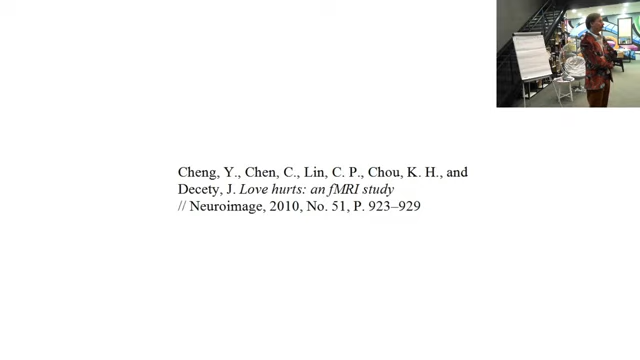 Cheng, Y., Chen, C., Lin, C. P., Chou, K. H., and
Decety, J. Love hurts: an fMRI study
// Neuroimage, 2010, No. 51, P. 923–929